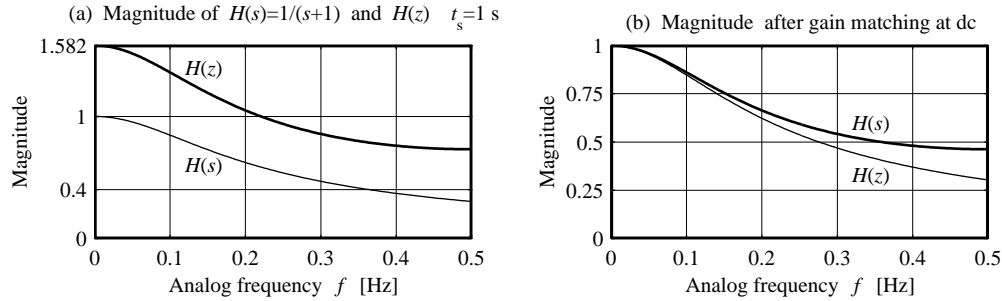 (a) Magnitude of H(s)=1/(s+1) and H(z) ts=1 s
1.582
1
0.4
0
Magnitude
H(z)
H(s)
0 0.1 0.2 0.3 0.4 0.5
Analog frequency f [Hz]
(b) Magnitude after gain matching at dc
1
0.75
0.5
0.25
0
Magnitude
H(s)
H(z)
0 0.1 0.2 0.3 0.4 0.5
Analog frequency f [Hz]